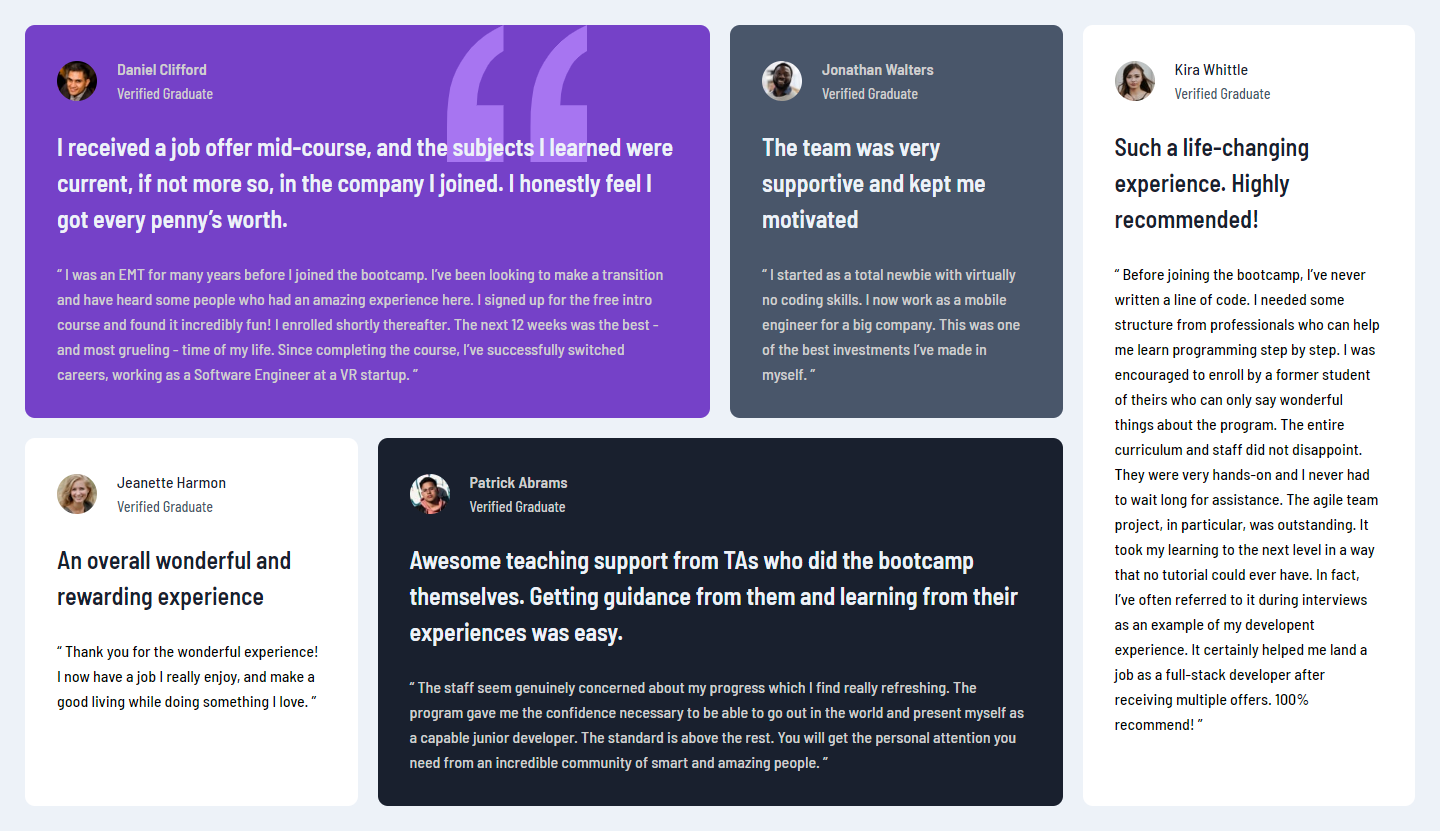 Daniel Clifford
Verified Graduate
I received a job offer mid-course, and the subjects I learned were
current, if not more so, in the company I joined. I honestly feel I
got every penny’s worth.
“ I was an EMT for many years before I joined the bootcamp. I’ve been looking to make a transition
and have heard some people who had an amazing experience here. I signed up for the free intro
course and found it incredibly fun! I enrolled shortly thereafter. The next 12 weeks was the best -
and most grueling - time of my life. Since completing the course, I’ve successfully switched
careers, working as a Software Engineer at a VR startup. ”
Jonathan Walters
Verified Graduate
The team was very
supportive and kept me
motivated
“ I started as a total newbie with virtually
no coding skills. I now work as a mobile
engineer for a big company. This was one
of the best investments I’ve made in
myself. ”
Kira Whittle
Verified Graduate
Such a life-changing
experience. Highly
recommended!
“ Before joining the bootcamp, I’ve never
written a line of code. I needed some
structure from professionals who can help
me learn programming step by step. I was
encouraged to enroll by a former student
of theirs who can only say wonderful
things about the program. The entire
curriculum and staff did not disappoint.
They were very hands-on and I never had
to wait long for assistance. The agile team
project, in particular, was outstanding. It
took my learning to the next level in a way
that no tutorial could ever have. In fact,
I’ve often referred to it during interviews
as an example of my developent
experience. It certainly helped me land a
job as a full-stack developer after
receiving multiple offers. 100%
recommend! ”
Jeanette Harmon
Verified Graduate
An overall wonderful and
rewarding experience
“ Thank you for the wonderful experience!
I now have a job I really enjoy, and make a
good living while doing something I love. ”
Patrick Abrams
Verified Graduate
Awesome teaching support from TAs who did the bootcamp
themselves. Getting guidance from them and learning from their
experiences was easy.
“ The staff seem genuinely concerned about my progress which I find really refreshing. The
program gave me the confidence necessary to be able to go out in the world and present myself as
a capable junior developer. The standard is above the rest. You will get the personal attention you
need from an incredible community of smart and amazing people. ”